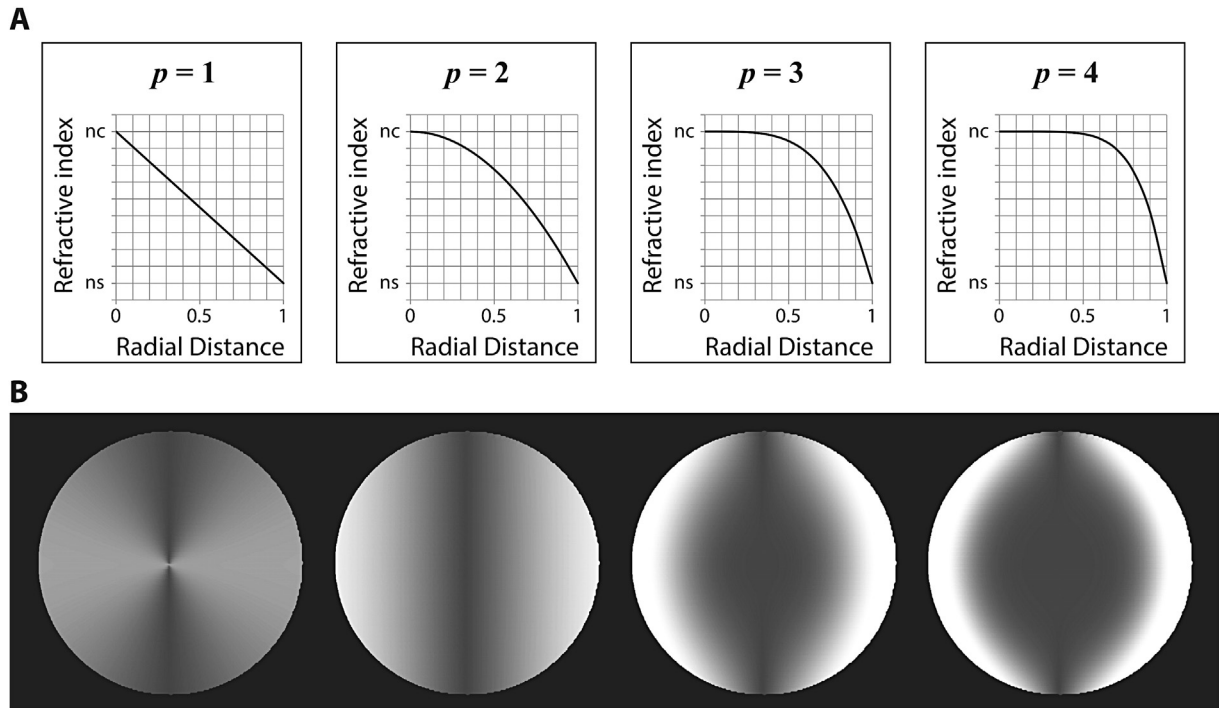 A
p = 1
p = 2
p = 3
p = 4
Refractive index
nc
ns
0
0.5
1
Radial Distance
Refractive index
nc
ns
0
0.5
1
Radial Distance
Refractive index
nc
ns
0
0.5
1
Radial Distance
Refractive index
nc
ns
0
0.5
1
Radial Distance
B